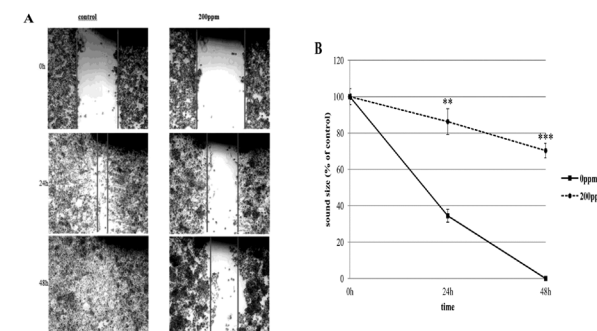 A
control
200ppm
0h
24h
48h
B
sound size (% of control)
120
100
80
60
40
20
0
**
***
0h
24h
48h
time
0ppm
200pp